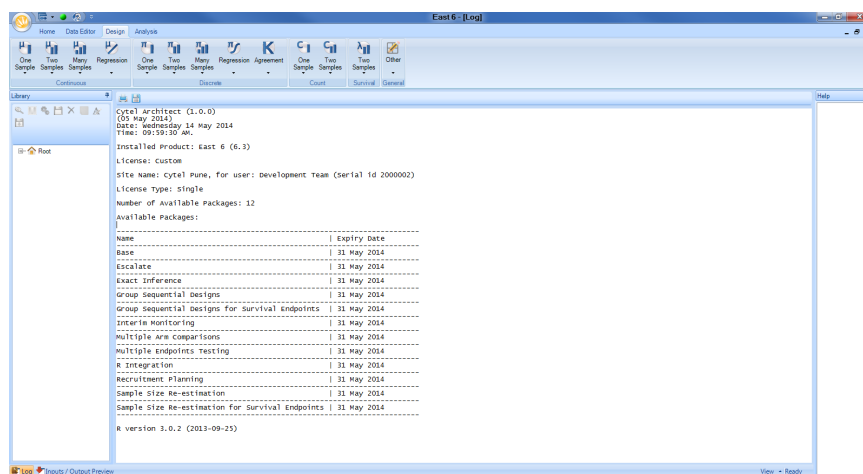 East 6 - [Log]
Home Data Editor Design Analysis
One Sample Two Samples Many Samples Regression One Sample Two Samples Many Samples Regression Agreement One Sample Two Samples Two Samples Other
Continuous Discrete Count Survival General
Library
Help
Root
Cytel Architect (1.0.0)
(05 May 2014)
Date: Wednesday 14 May 2014
Time: 09:59:30 AM.
Installed Product: East 6 (6.3)
License: Custom
Site Name: Cytel Pune, for user: Development Team (Serial id 2000002)
License Type: Single
Number of Available Packages: 12
Available Packages:
Name | Expiry Date
Base | 31 May 2014
Escalate | 31 May 2014
Exact Inference | 31 May 2014
Group Sequential Designs | 31 May 2014
Group Sequential Designs for Survival Endpoints | 31 May 2014
Interim Monitoring | 31 May 2014
Multiple Arm Comparisons | 31 May 2014
Multiple Endpoints Testing | 31 May 2014
R Integration | 31 May 2014
Recruitment Planning | 31 May 2014
Sample Size Re-estimation | 31 May 2014
Sample Size Re-estimation for Survival Endpoints | 31 May 2014
R version 3.0.2 (2013-09-25)
Log Inputs / Output Preview
View - Ready